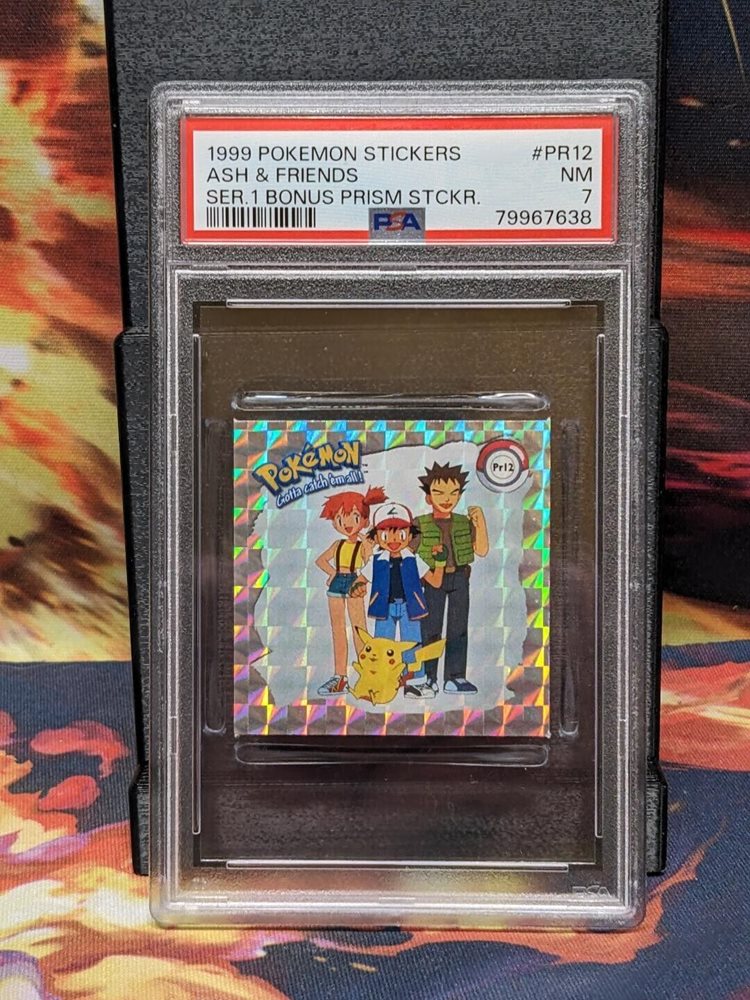 1999 POKEMON STICKERS #PR12
ASH & FRIENDS NM
SER.1 BONUS PRISM STCKR. 7
PSA 79967638
POKéMON
Gotta catch 'em all!
Pr12
PSA